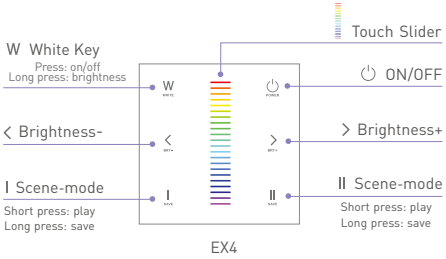 Touch Slider
W White Key
Press: on/off
Long press: brightness
ON/OFF
W
WHITE
POWER
< Brightness-
> Brightness+
<
BRT-
>
BRT+
I Scene-mode
Short press: play
Long press: save
II Scene-mode
Short press: play
Long press: save
I
SAVE
II
SAVE
EX4